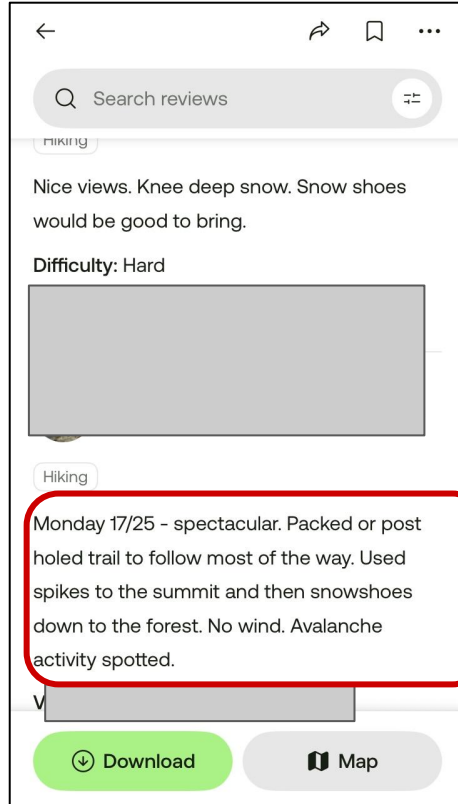 Search reviews
Hiking
Nice views. Knee deep snow. Snow shoes
would be good to bring.
Difficulty: Hard
Hiking
Monday 17/25 - spectacular. Packed or post
holed trail to follow most of the way. Used
spikes to the summit and then snowshoes
down to the forest. No wind. Avalanche
activity spotted.
Download
Map